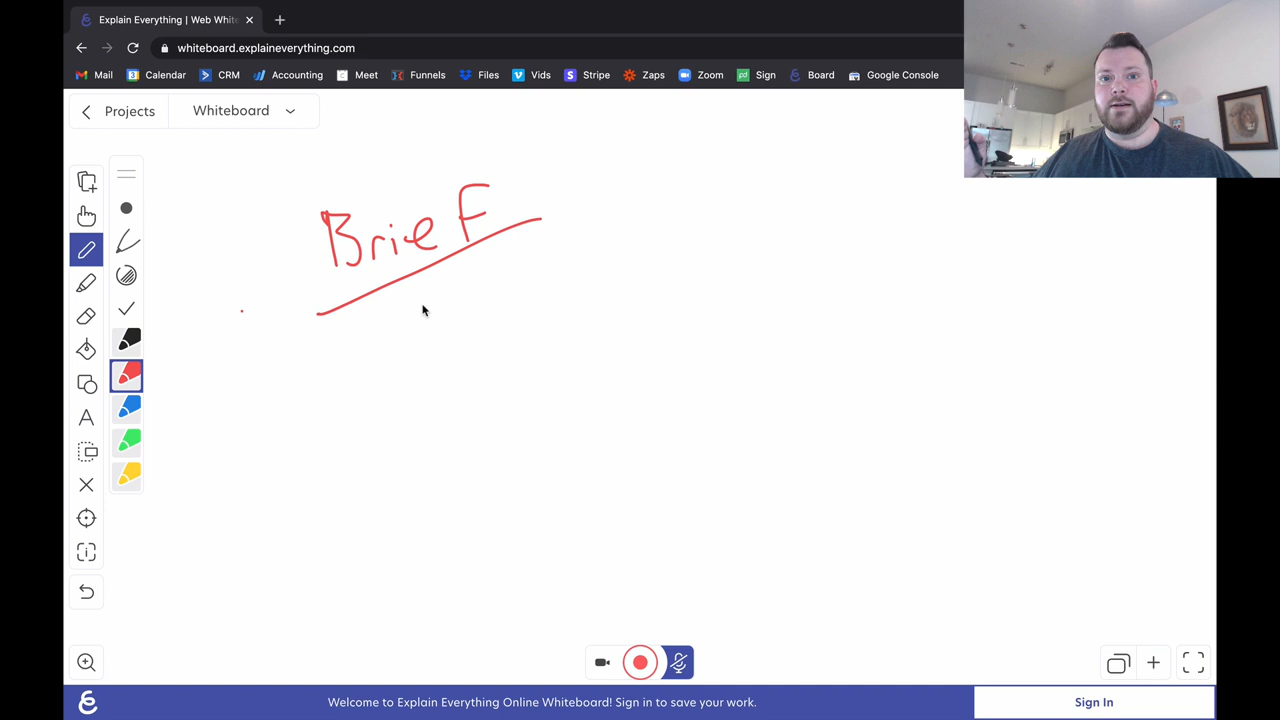 Explain Everything | Web White
whiteboard.explaineverything.com
Mail Calendar CRM Accounting Meet Funnels Files Vids Stripe Zaps Zoom Sign Board Google Console
Projects Whiteboard
BrieF
A
Welcome to Explain Everything Online Whiteboard! Sign in to save your work.
Sign In